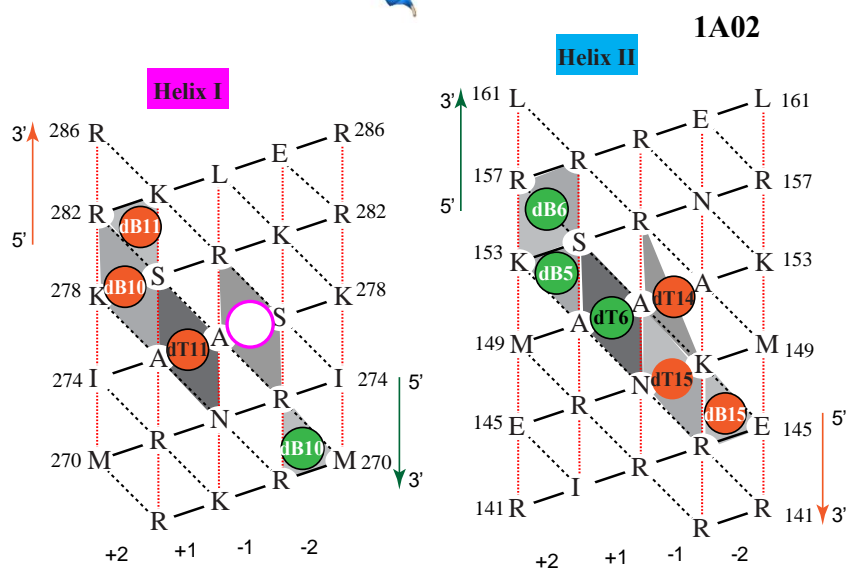 1A02
Helix I
3’
286 R R 286
E
L
K
282 R R 282
dB11
K
5’
R
S
dB10
278 K K 278
S
A
dT11
A
274 I I 274
5’
R
N
R
dB10
270 M M 270
R
3’
K
R
+2 +1 -1 -2
Helix II
161 L L 161
3’
E
R
R
157 R R 157
N
5’
dB6
R
S
153 K K 153
dB5
A
dT14
A
dT6
A
149 M M 149
K
dT15
N
R
dB15
145 E E 145
5’
R
R
I
141 R R 141
3’
R
+2 +1 -1 -2